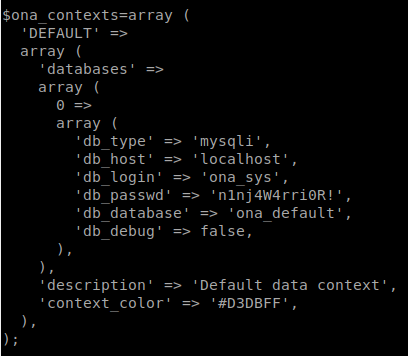 $ona_contexts=array (
  'DEFAULT' =>
  array (
    'databases' =>
    array (
      0 =>
      array (
        'db_type' => 'mysqli',
        'db_host' => 'localhost',
        'db_login' => 'ona_sys',
        'db_passwd' => 'n1nj4W4rri0R!',
        'db_database' => 'ona_default',
        'db_debug' => false,
      ),
    ),
    'description' => 'Default data context',
    'context_color' => '#D3DBFF',
  ),
);